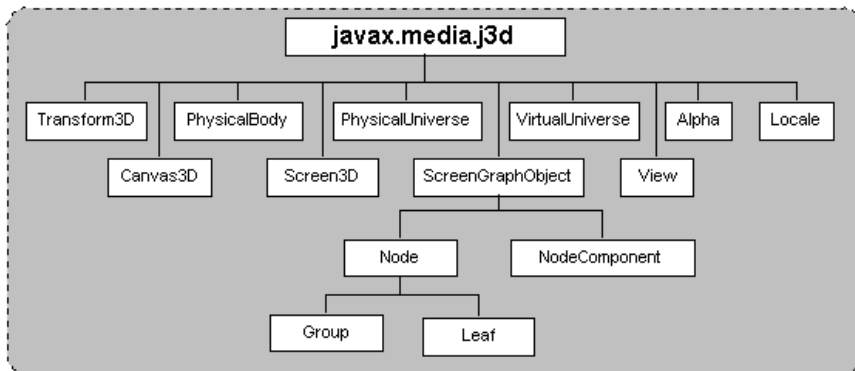 javax.media.j3d
Transform3D
PhysicalBody
PhysicalUniverse
VirtualUniverse
Alpha
Locale
Canvas3D
Screen3D
ScreenGraphObject
View
Node
NodeComponent
Group
Leaf